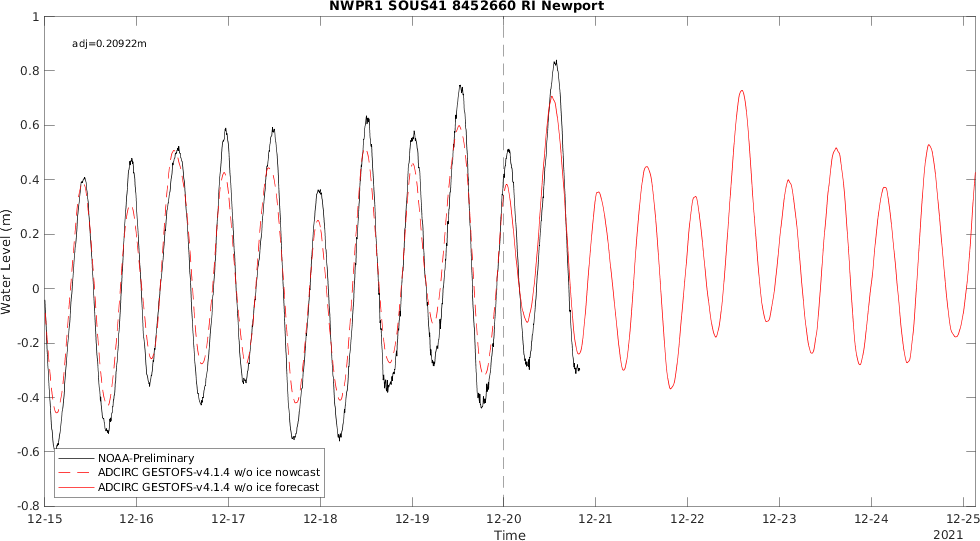 NWPR1 SOUS41 8452660 RI Newport
adj=0.20922m
1
0.8
0.6
0.4
0.2
0
-0.2
-0.4
-0.6
-0.8
Water Level (m)
NOAA-Preliminary
ADCIRC GESTOFS-v4.1.4 w/o ice nowcast
ADCIRC GESTOFS-v4.1.4 w/o ice forecast
12-15 12-16 12-17 12-18 12-19 12-20 12-21 12-22 12-23 12-24 12-25
Time
2021